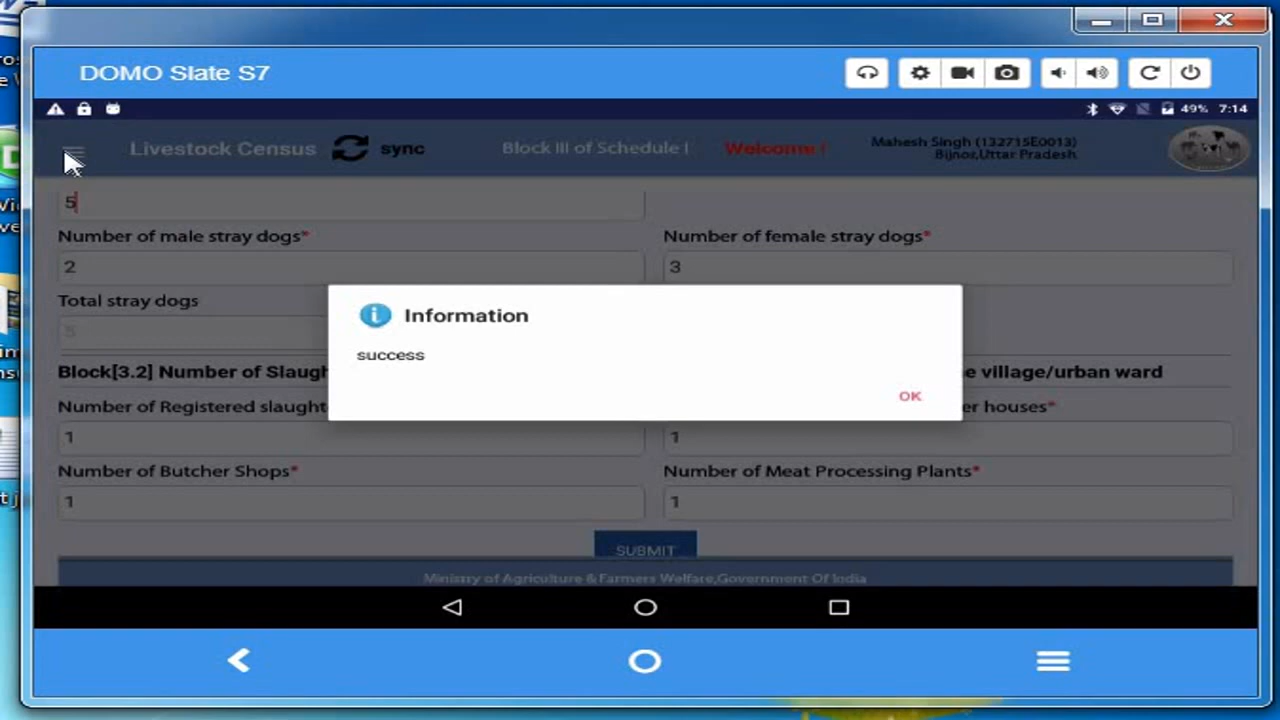 DOMO Slate S7
49% 7:14
Livestock Census sync Block III of Schedule I Welcome ! Mahesh Singh (132715E0013)
Bijnor,Uttar Pradesh
5
Number of male stray dogs* Number of female stray dogs*
2 3
Total stray dogs
5
Information
success
OK
Block[3.2] Number of Slaugh e village/urban ward
Number of Registered slaught er houses*
1 1
Number of Butcher Shops* Number of Meat Processing Plants*
1 1
SUBMIT
Ministry of Agriculture & Farmers Welfare,Government Of India